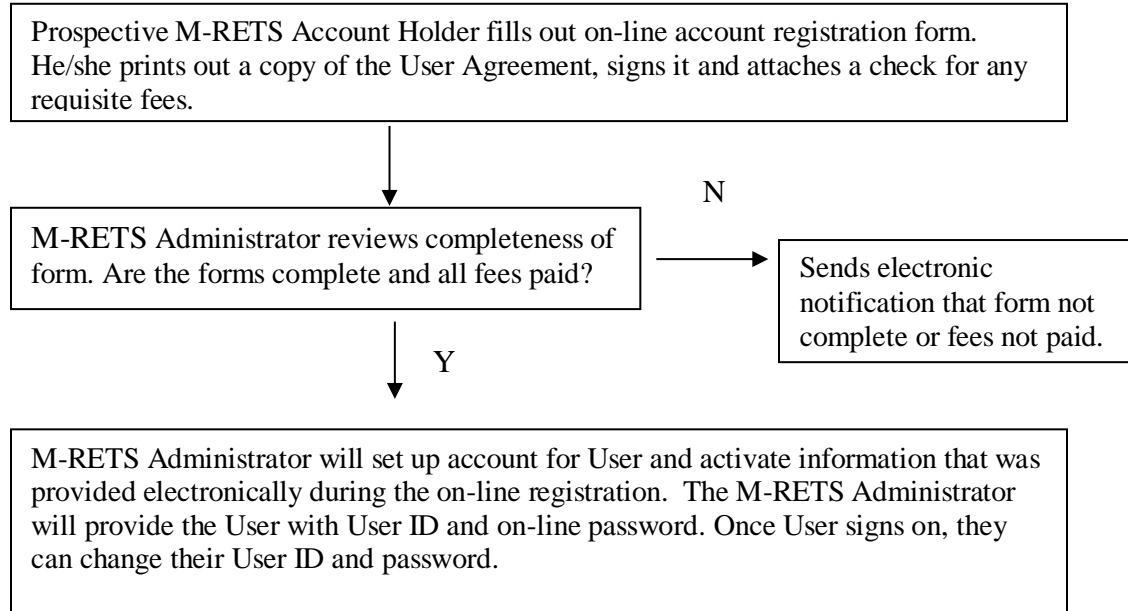 Prospective M-RETS Account Holder fills out on-line account registration form.
He/she prints out a copy of the User Agreement, signs it and attaches a check for any
requisite fees.
N
M-RETS Administrator reviews completeness of
form. Are the forms complete and all fees paid?
Sends electronic
notification that form not
complete or fees not paid.
Y
M-RETS Administrator will set up account for User and activate information that was
provided electronically during the on-line registration.  The M-RETS Administrator
will provide the User with User ID and on-line password. Once User signs on, they
can change their User ID and password.